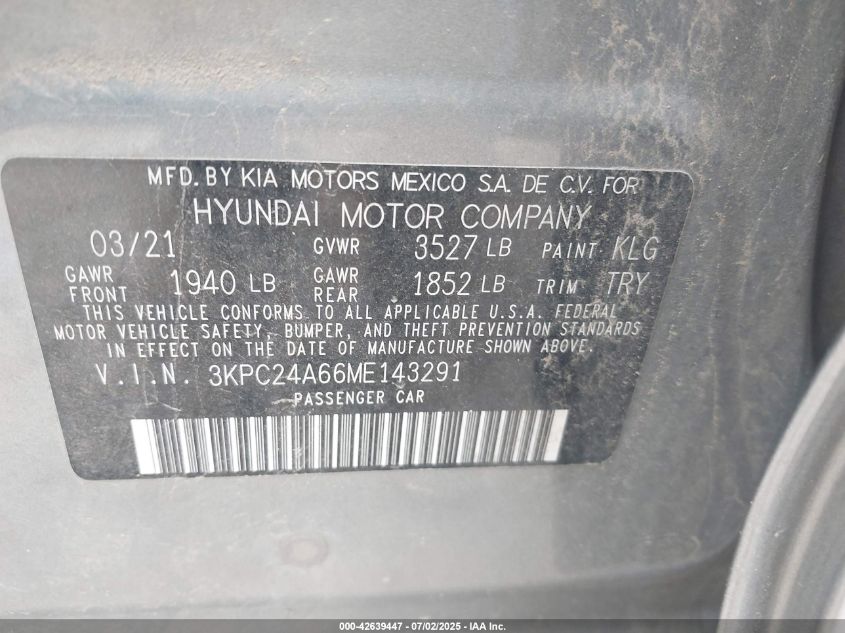 MFD. BY KIA MOTORS MEXICO S.A. DE C.V. FOR
HYUNDAI MOTOR COMPANY
03/21 GVWR 3527 LB PAINT KLG
GAWR FRONT 1940 LB GAWR REAR 1852 LB TRIM TRY
THIS VEHICLE CONFORMS TO ALL APPLICABLE U.S.A. FEDERAL
MOTOR VEHICLE SAFETY, BUMPER, AND THEFT PREVENTION STANDARDS
IN EFFECT ON THE DATE OF MANUFACTURE SHOWN ABOVE.
V.I.N. 3KPC24A66ME143291
PASSENGER CAR
000-42639447 - 07/02/2025 - IAA Inc.